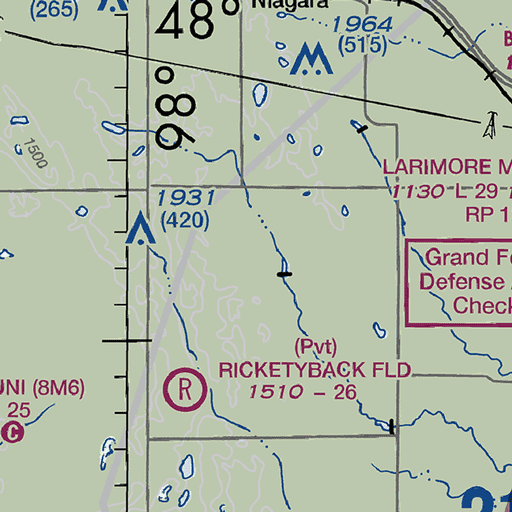 (265)
48°
Niagara
1964
(515)
98°
1500
LARIMORE M
1130 L 29
RP 1
1931
(420)
Grand F
Defense
Check
(Pvt)
RICKETYBACK FLD
1510 - 26
R
UNI (8M6)
25
C
21